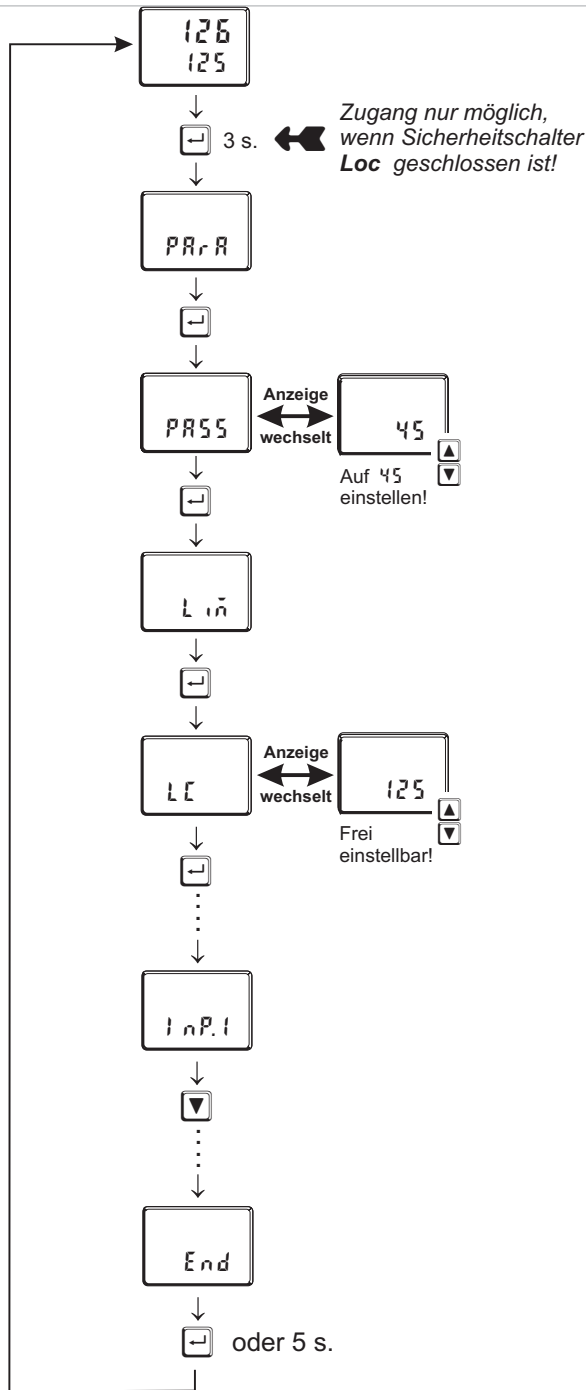 126
125
3 s.
Zugang nur möglich,
wenn Sicherheitschalter
Loc geschlossen ist!
PArA
PASS
Anzeige
wechselt
45
Auf 45
einstellen!
Lim
LC
Anzeige
wechselt
125
Frei
einstellbar!
InP.1
End
oder 5 s.